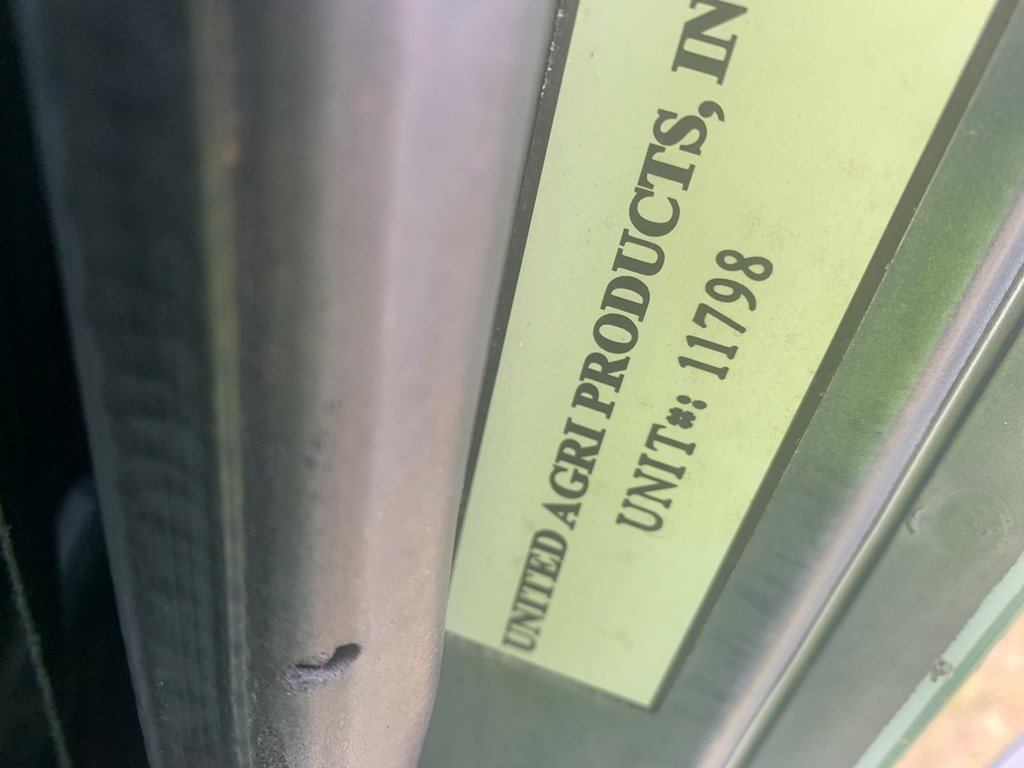 UNITED AGRI PRODUCTS, IN
UNIT#: 11798